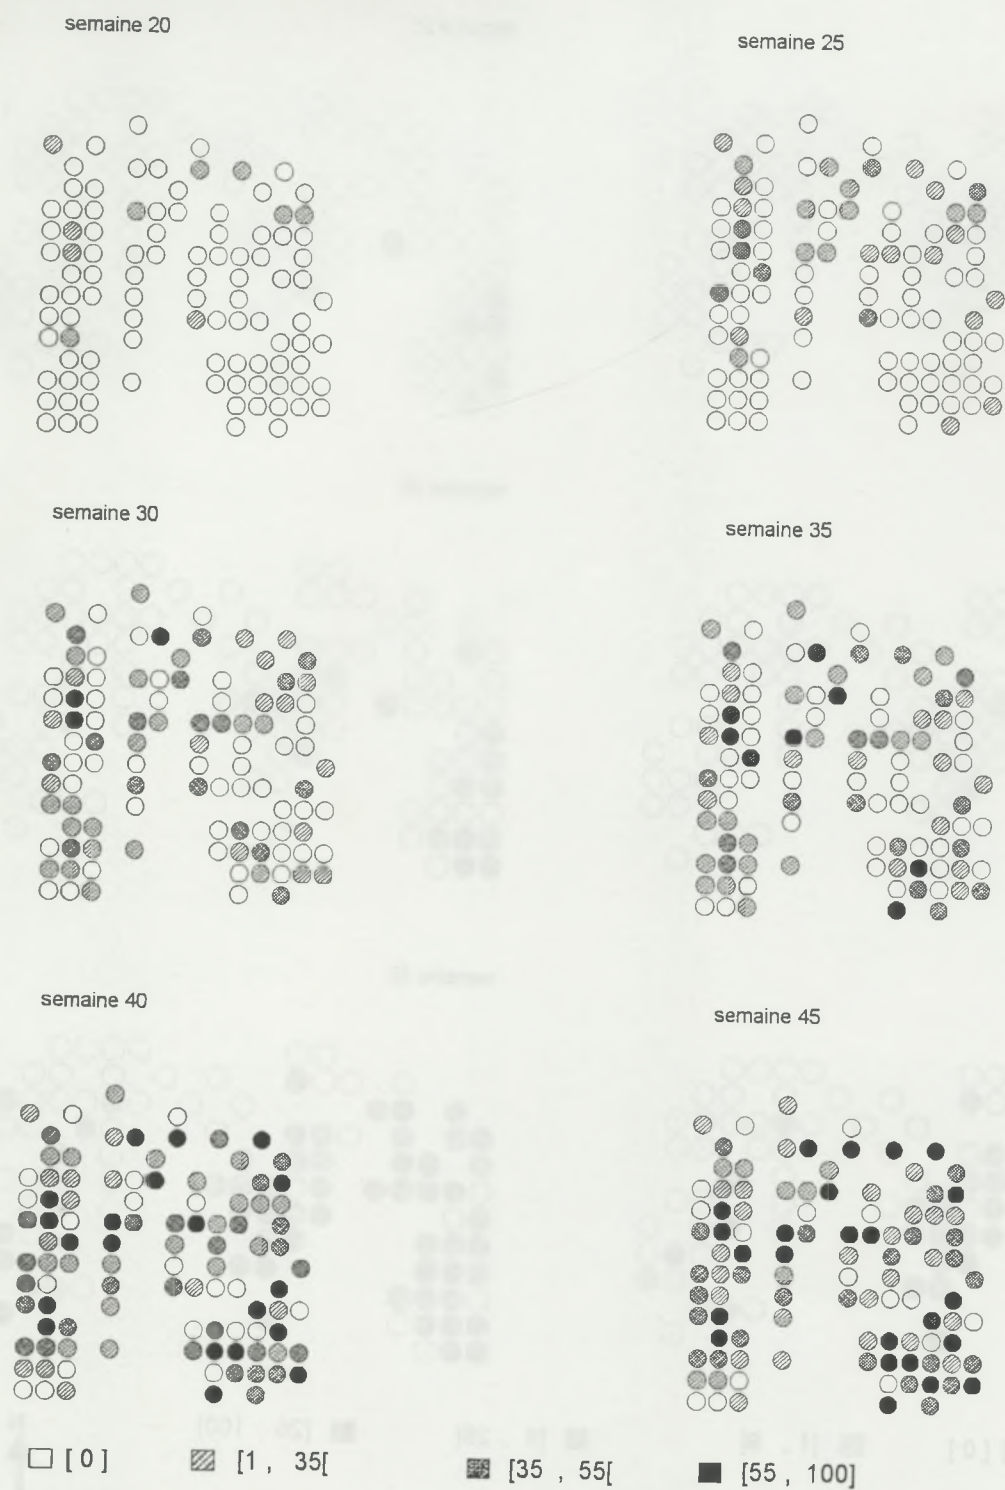 semaine 20
semaine 25
semaine 30
semaine 35
semaine 40
semaine 45
[ 0 ]
[1 , 35[
[35 , 55[
[55 , 100]